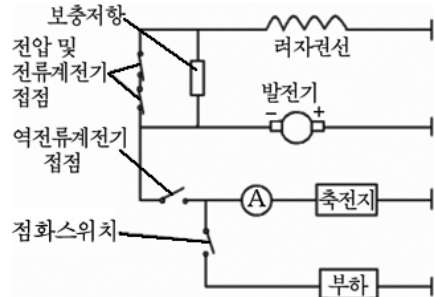 보충저항
전압 및
전류계전기
접점
려자권선
발전기
- +
역전류계전기
접점
A
축전지
점화스위치
부하